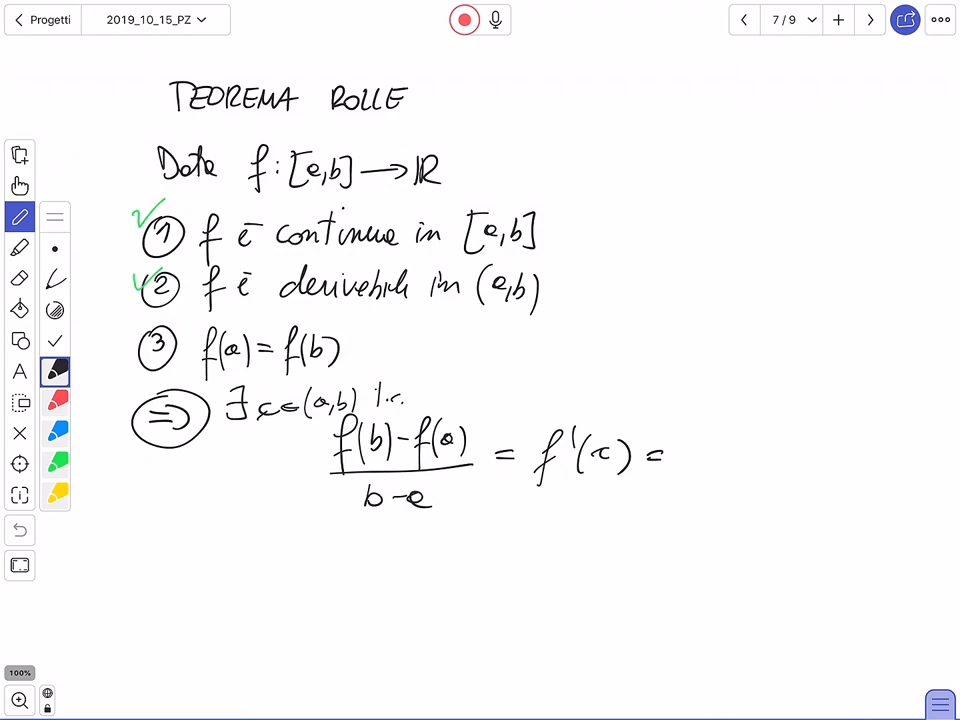 Progetti
2019_10_15_PZ
7/9
TEOREMA ROLLE
Data f : [a,b] → ℝ
① f è continua in [a,b]
② f è derivabile in (a,b)
③ f(a) = f(b)
⇒ ∃ c ∈ (a,b) t.c.
f(b) - f(a)
b - a
= f'(c) =
A
100%